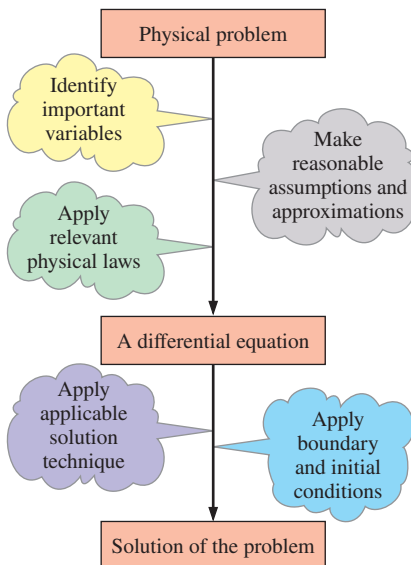 Physical problem
Identify
important
variables
Make
reasonable
assumptions and
approximations
Apply
relevant
physical laws
A differential equation
Apply
applicable
solution
technique
Apply
boundary
and initial
conditions
Solution of the problem